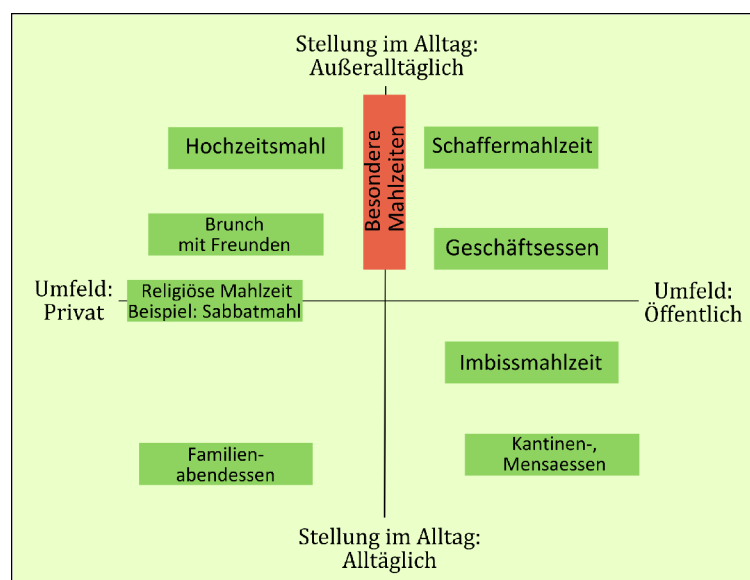 Stellung im Alltag:
Außeralltäglich
Besondere
Mahlzeiten
Hochzeitsmahl
Schaffermahlzeit
Brunch
mit Freunden
Geschäftsessen
Umfeld:
Privat
Religiöse Mahlzeit
Beispiel: Sabbatmahl
Umfeld:
Öffentlich
Imbissmahlzeit
Familien-
abendessen
Kantinen-,
Mensaessen
Stellung im Alltag:
Alltäglich